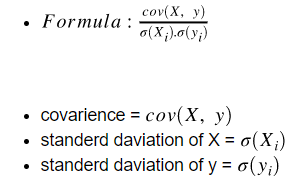 • Formula : cov(X, y) / σ(Xᵢ).σ(yᵢ)
• covarience = cov(X, y)
• standerd daviation of X = σ(Xᵢ)
• standerd daviation of y = σ(yᵢ)